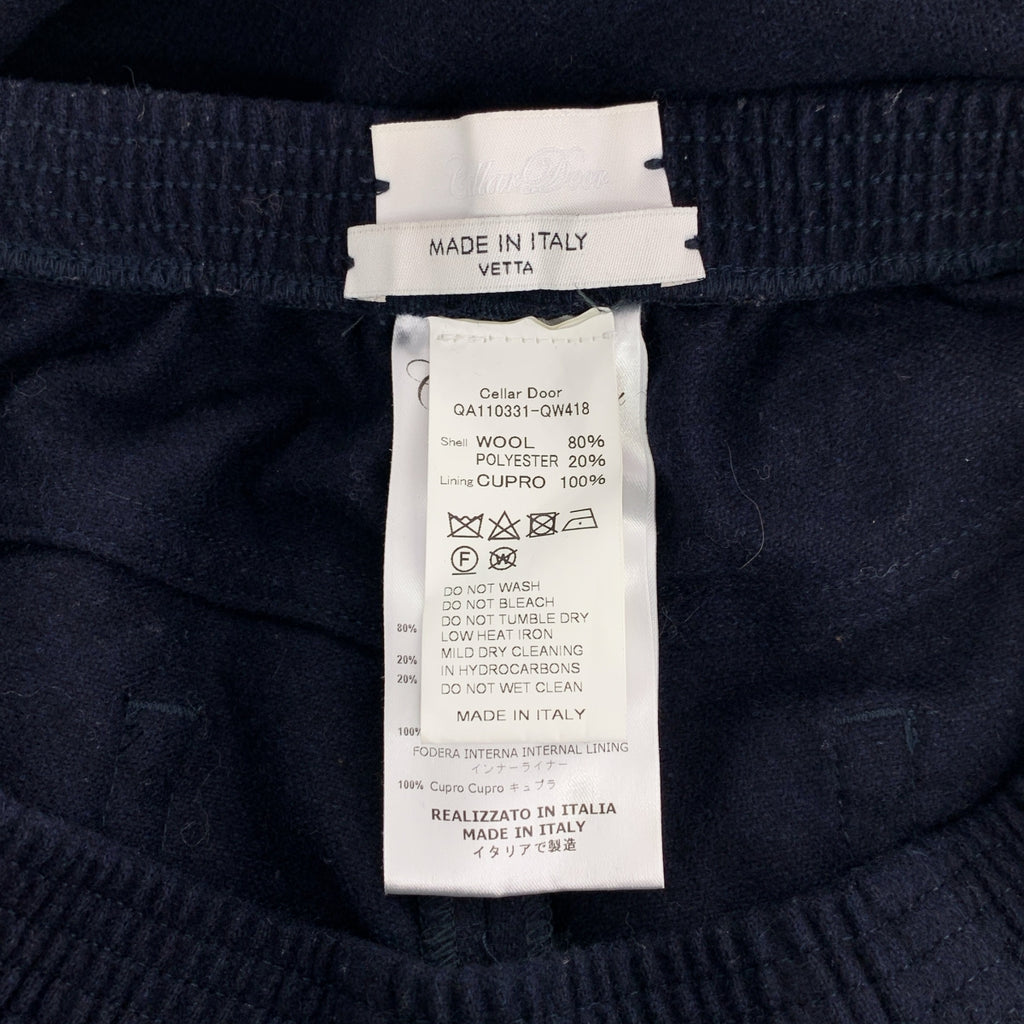 Cellar Door
MADE IN ITALY
VETTA
Cellar Door
QA110331-QW418
Shell WOOL 80%
POLYESTER 20%
Lining CUPRO 100%
F W
DO NOT WASH
DO NOT BLEACH
DO NOT TUMBLE DRY
LOW HEAT IRON
MILD DRY CLEANING
IN HYDROCARBONS
DO NOT WET CLEAN
MADE IN ITALY
80%
20%
20%
100%
FODERA INTERNA INTERNAL LINING
インナーライナー
100% Cupro Cupro キュプラ
REALIZZATO IN ITALIA
MADE IN ITALY
イタリアで製造